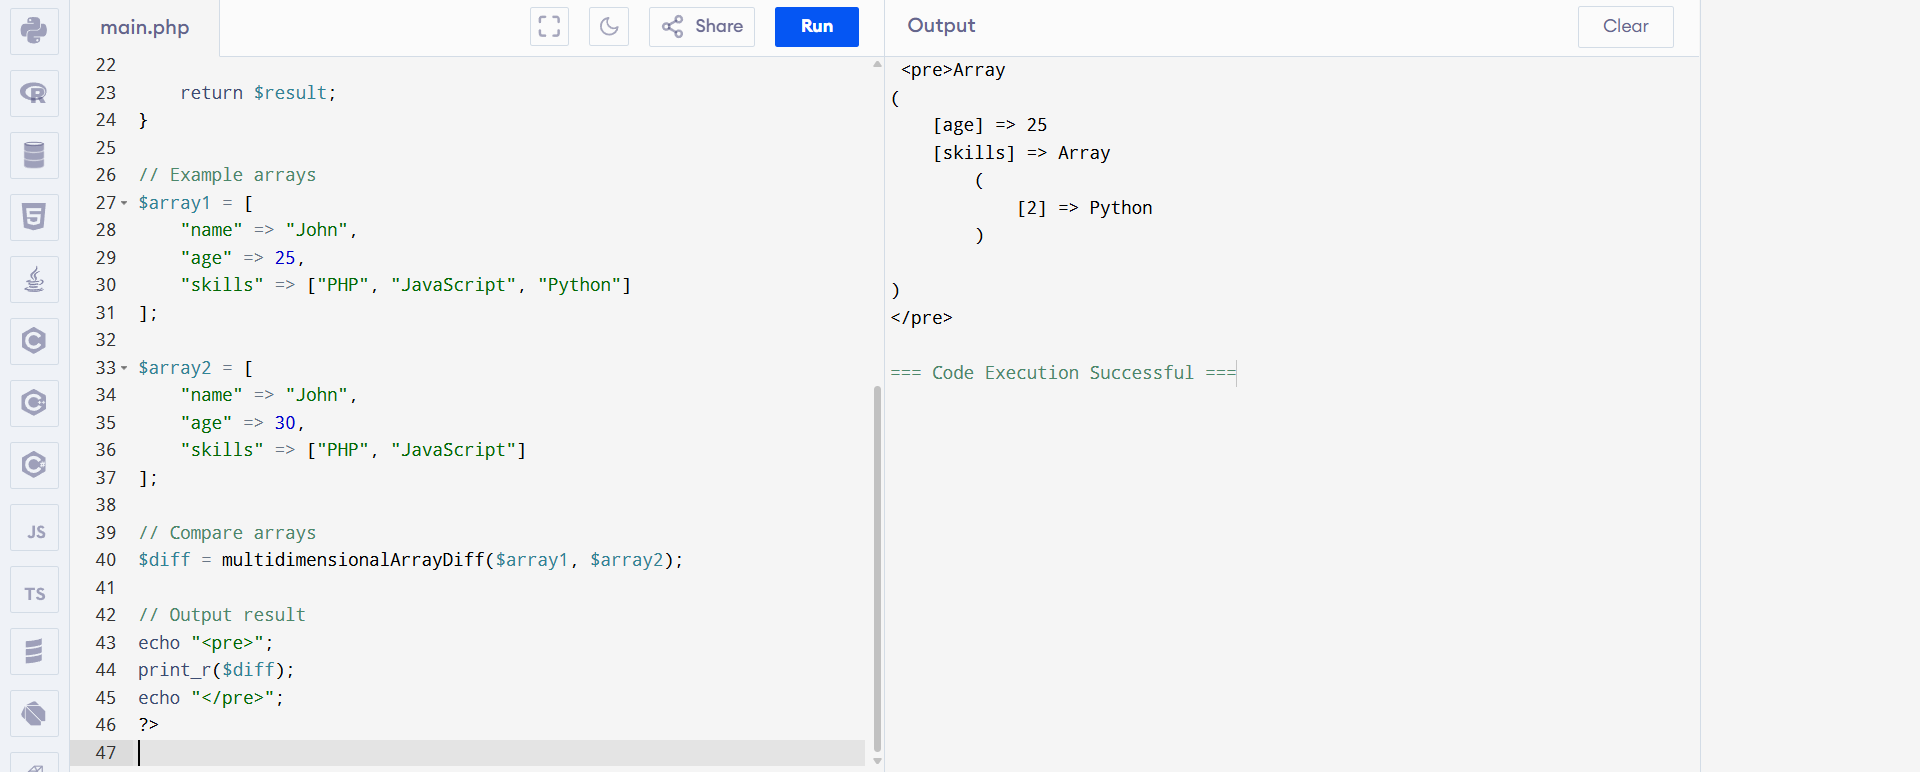 main.php
Share
Run
Output
Clear
22
23 return $result;
24 }
25
26 // Example arrays
27 $array1 = [
28 "name" => "John",
29 "age" => 25,
30 "skills" => ["PHP", "JavaScript", "Python"]
31 ];
32
33 $array2 = [
34 "name" => "John",
35 "age" => 30,
36 "skills" => ["PHP", "JavaScript"]
37 ];
38
39 // Compare arrays
40 $diff = multidimensionalArrayDiff($array1, $array2);
41
42 // Output result
43 echo "<pre>";
44 print_r($diff);
45 echo "</pre>";
46 ?>
47
<pre>Array
(
[age] => 25
[skills] => Array
(
[2] => Python
)
)
</pre>
=== Code Execution Successful ===
R
5
C
C
C
JS
TS